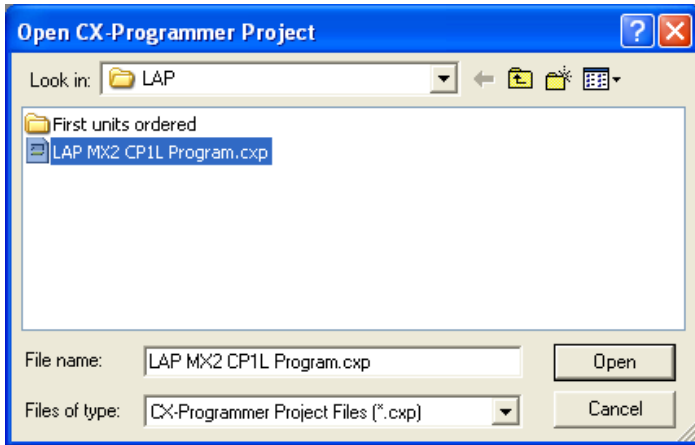 Open CX-Programmer Project
Look in: LAP
First units ordered
LAP MX2 CP1L Program.cxp
File name: LAP MX2 CP1L Program.cxp Open
Files of type: CX-Programmer Project Files (*.cxp) Cancel